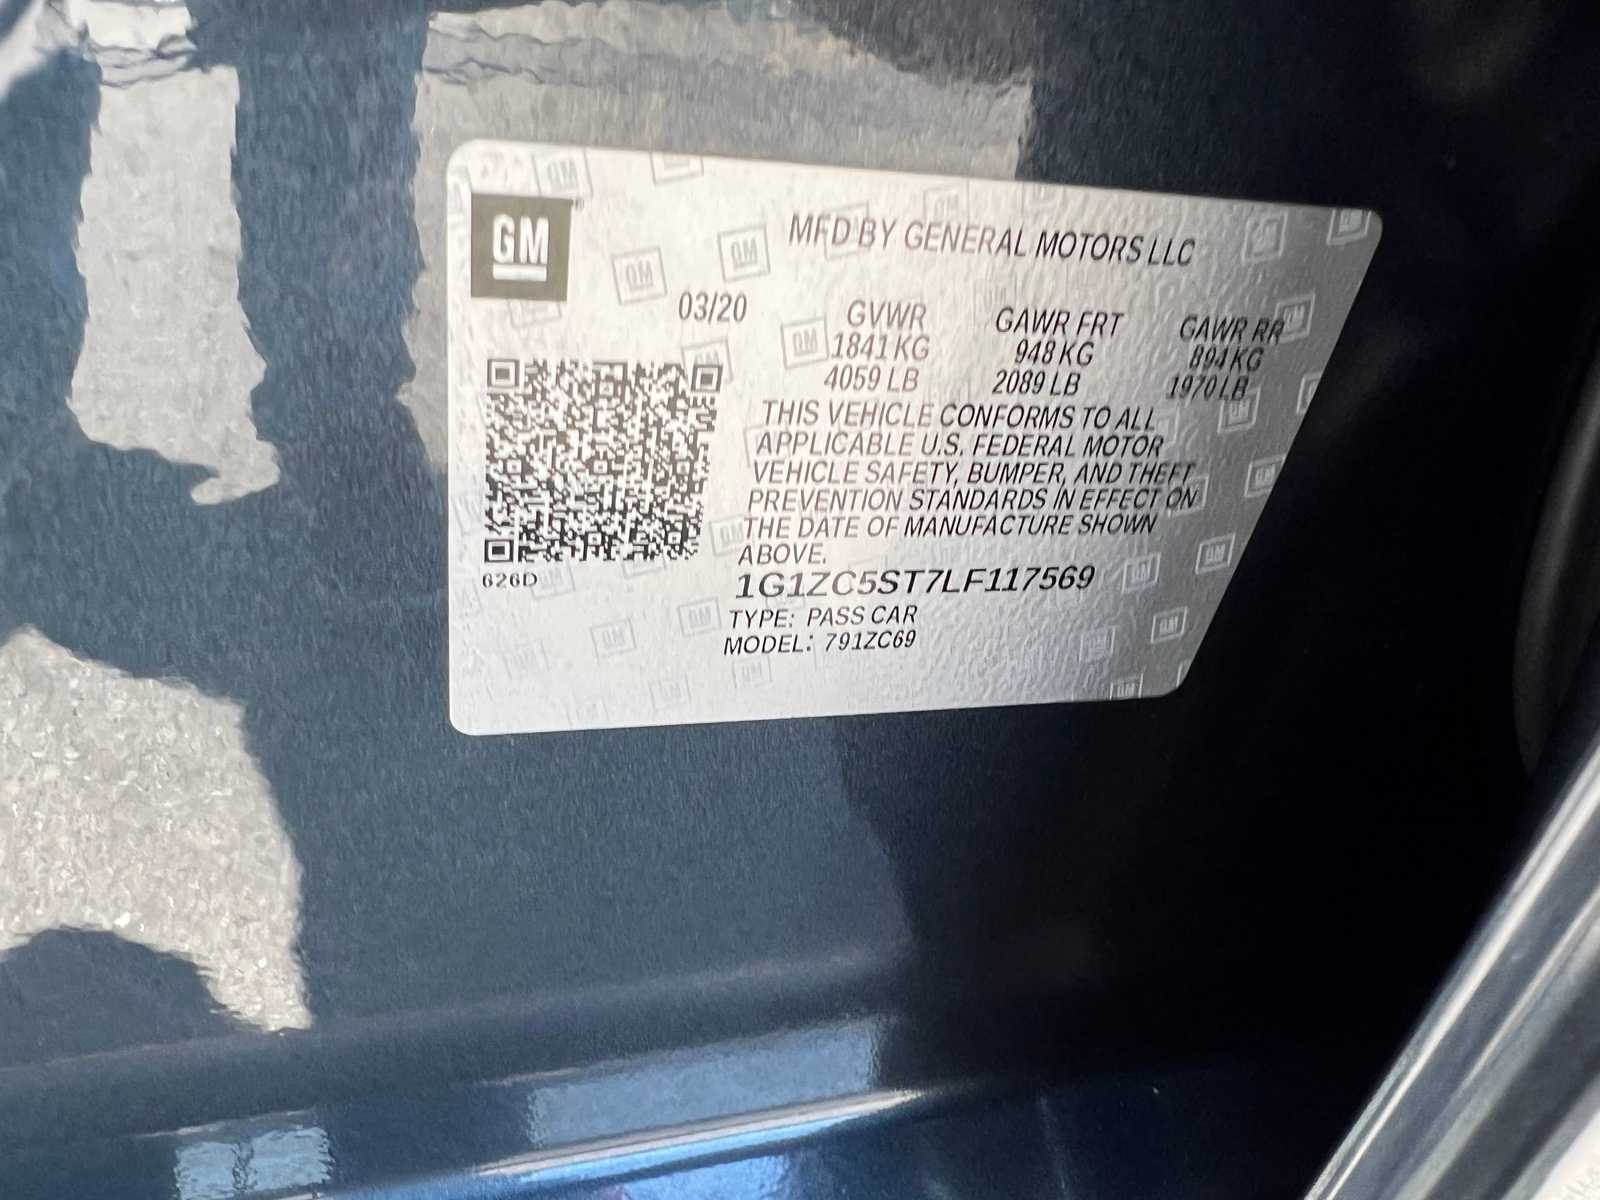 GM
MFD BY GENERAL MOTORS LLC
03/20 GVWR GAWR FRT GAWR RR
1841 KG 948 KG 894 KG
4059 LB 2089 LB 1970 LB
THIS VEHICLE CONFORMS TO ALL
APPLICABLE U.S. FEDERAL MOTOR
VEHICLE SAFETY, BUMPER, AND THEFT
PREVENTION STANDARDS IN EFFECT ON
THE DATE OF MANUFACTURE SHOWN
ABOVE.
626D
1G1ZC5ST7LF117569
TYPE: PASS CAR
MODEL: 791ZC69